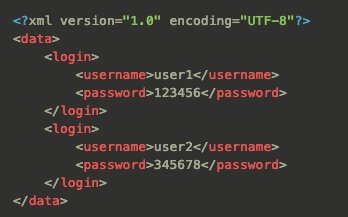 <?xml version="1.0" encoding="UTF-8"?>
<data>
    <login>
        <username>user1</username>
        <password>123456</password>
    </login>
    <login>
        <username>user2</username>
        <password>345678</password>
    </login>
</data>